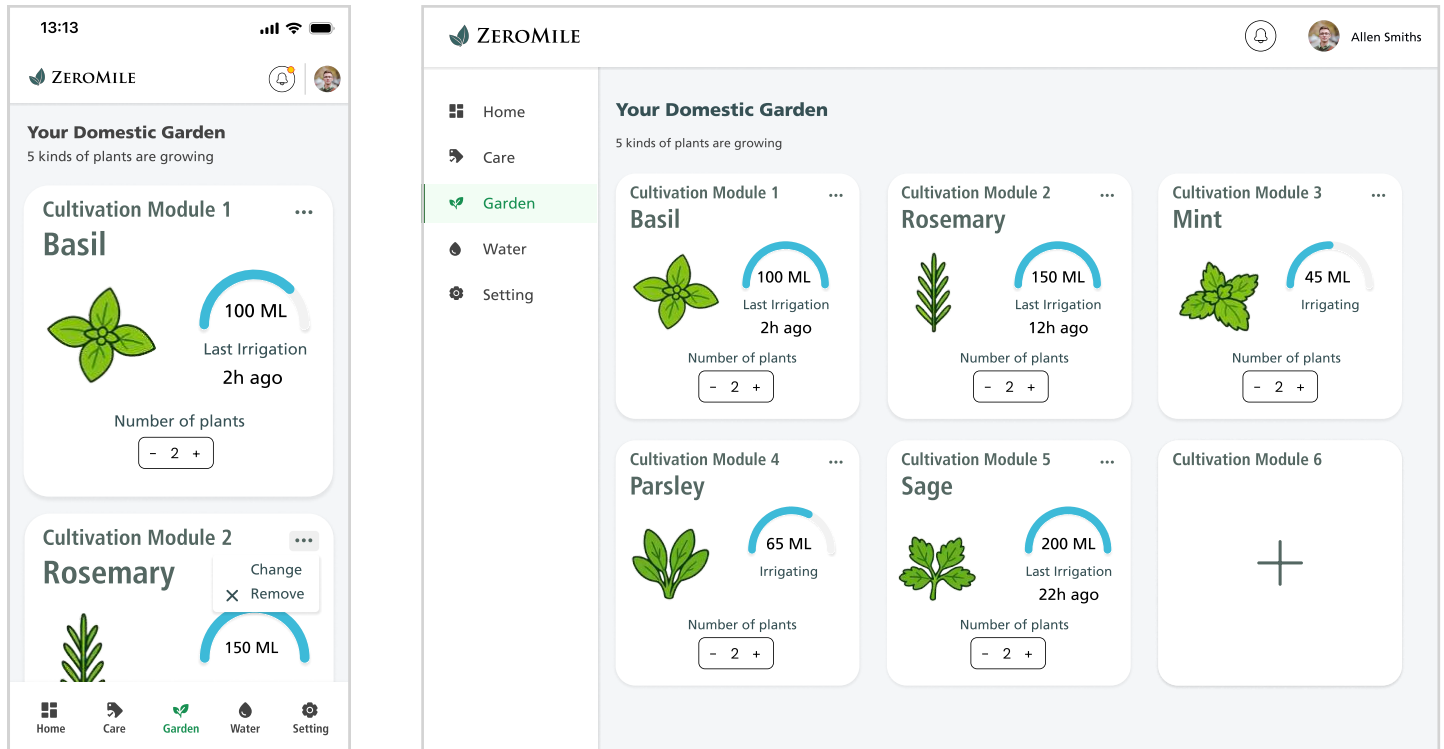 13:13
ZEROMILE
Your Domestic Garden
5 kinds of plants are growing
Cultivation Module 1
Basil
100 ML
Last Irrigation
2h ago
Number of plants
- 2 +
Cultivation Module 2
Rosemary
Change
Remove
150 ML
Home Care Garden Water Setting
ZEROMILE
Allen Smiths
Home
Care
Garden
Water
Setting
Your Domestic Garden
5 kinds of plants are growing
Cultivation Module 1
Basil
100 ML
Last Irrigation
2h ago
Number of plants
- 2 +
Cultivation Module 2
Rosemary
150 ML
Last Irrigation
12h ago
Number of plants
- 2 +
Cultivation Module 3
Mint
45 ML
Irrigating
Number of plants
- 2 +
Cultivation Module 4
Parsley
65 ML
Irrigating
Number of plants
- 2 +
Cultivation Module 5
Sage
200 ML
Last Irrigation
22h ago
Number of plants
- 2 +
Cultivation Module 6